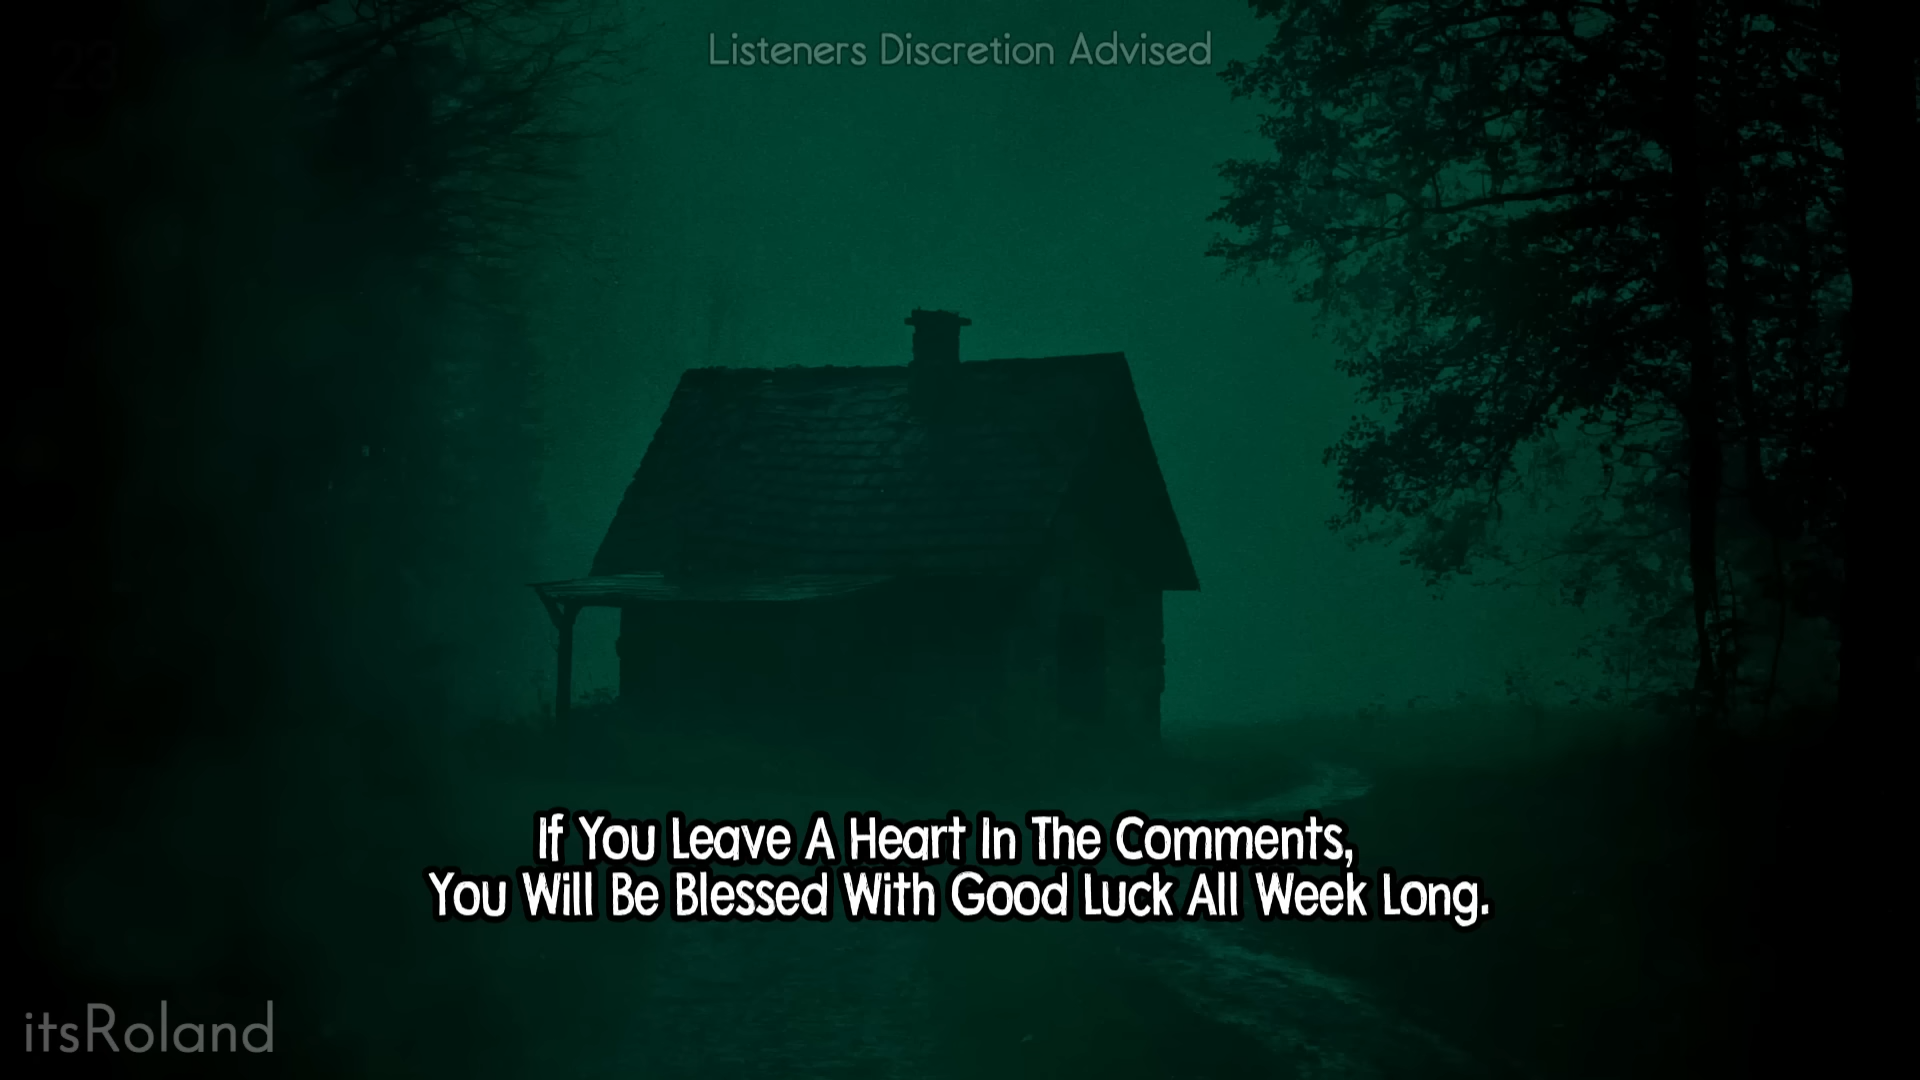 23
Listeners Discretion Advised
If You Leave A Heart In The Comments,
You Will Be Blessed With Good Luck All Week Long.
itsRoland